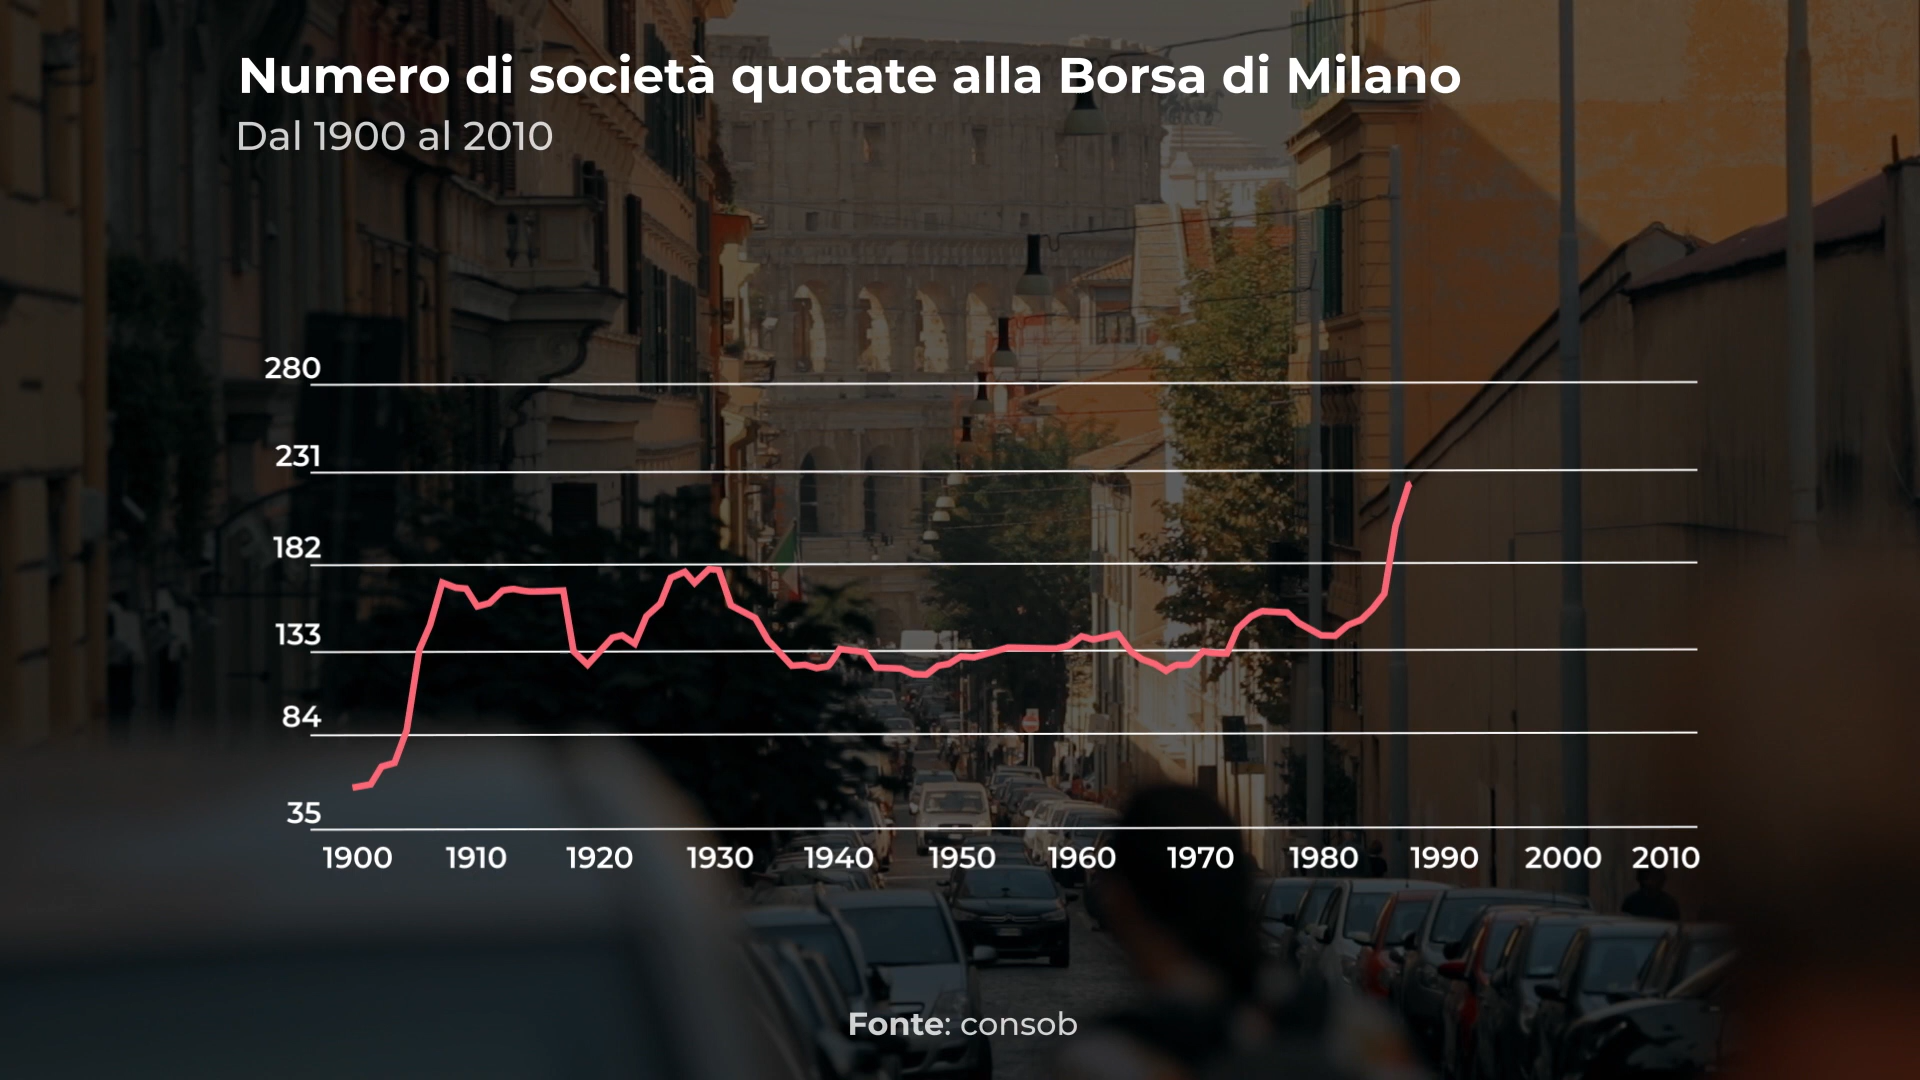 Numero di società quotate alla Borsa di Milano
Dal 1900 al 2010
280
231
182
133
84
35
1900 1910 1920 1930 1940 1950 1960 1970 1980 1990 2000 2010
Fonte: consob